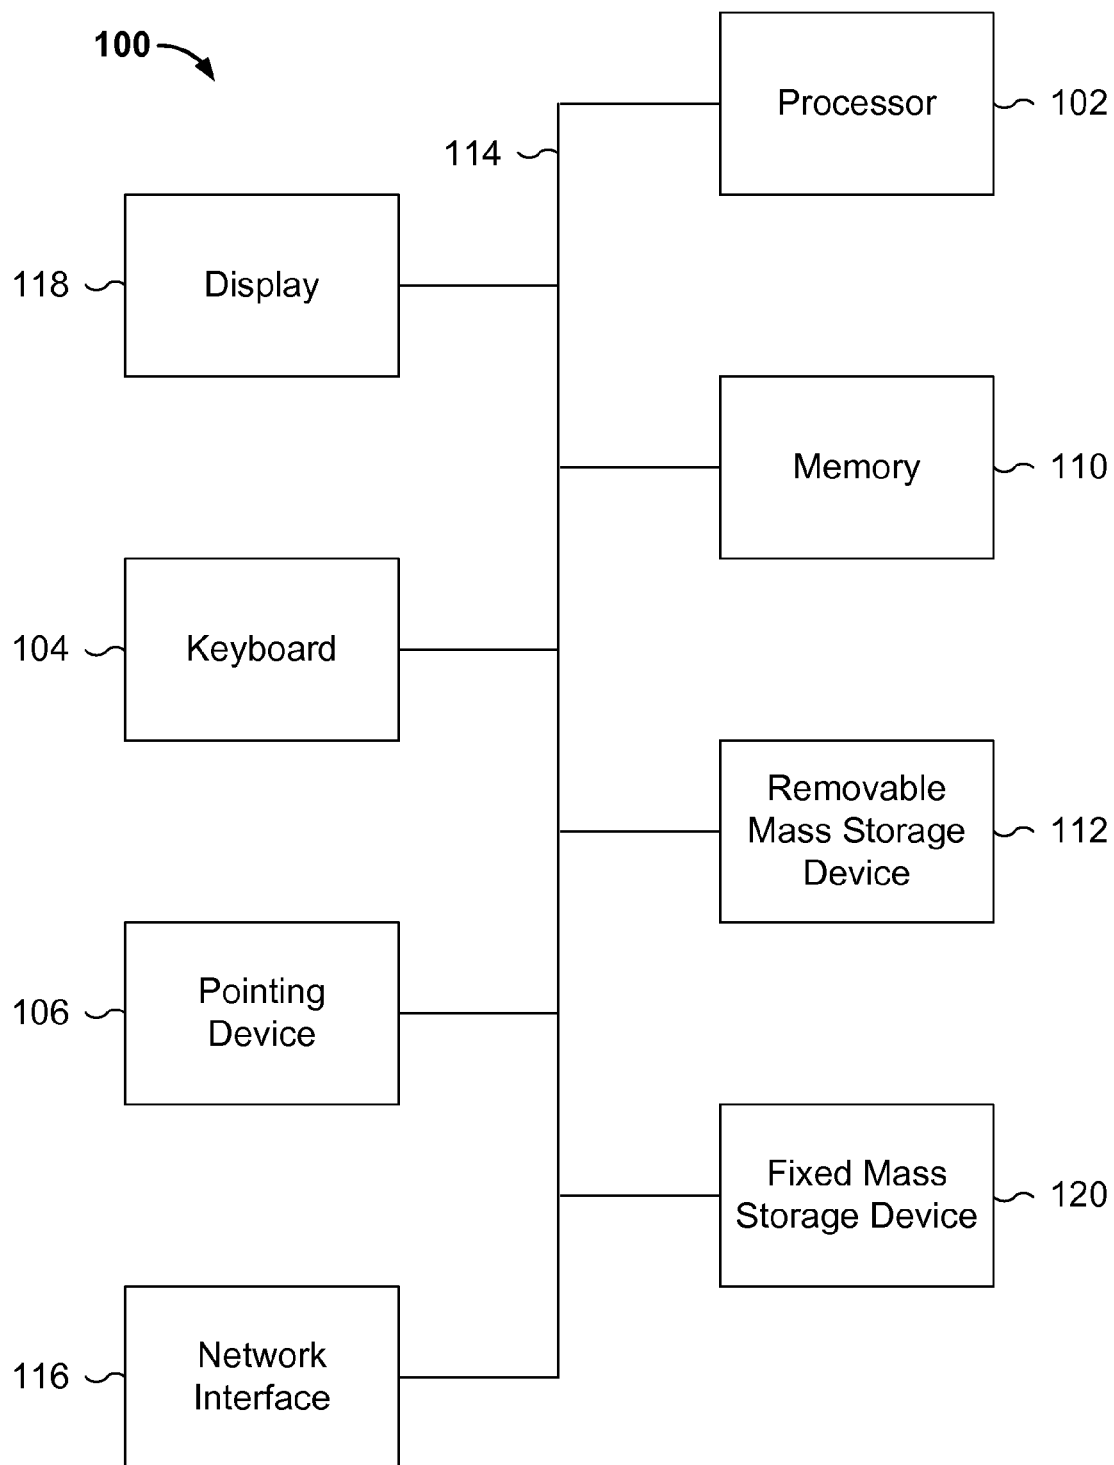 100
Processor
102
114
118
Display
Memory
110
104
Keyboard
Removable
Mass Storage
Device
112
106
Pointing
Device
Fixed Mass
Storage Device
120
116
Network
Interface